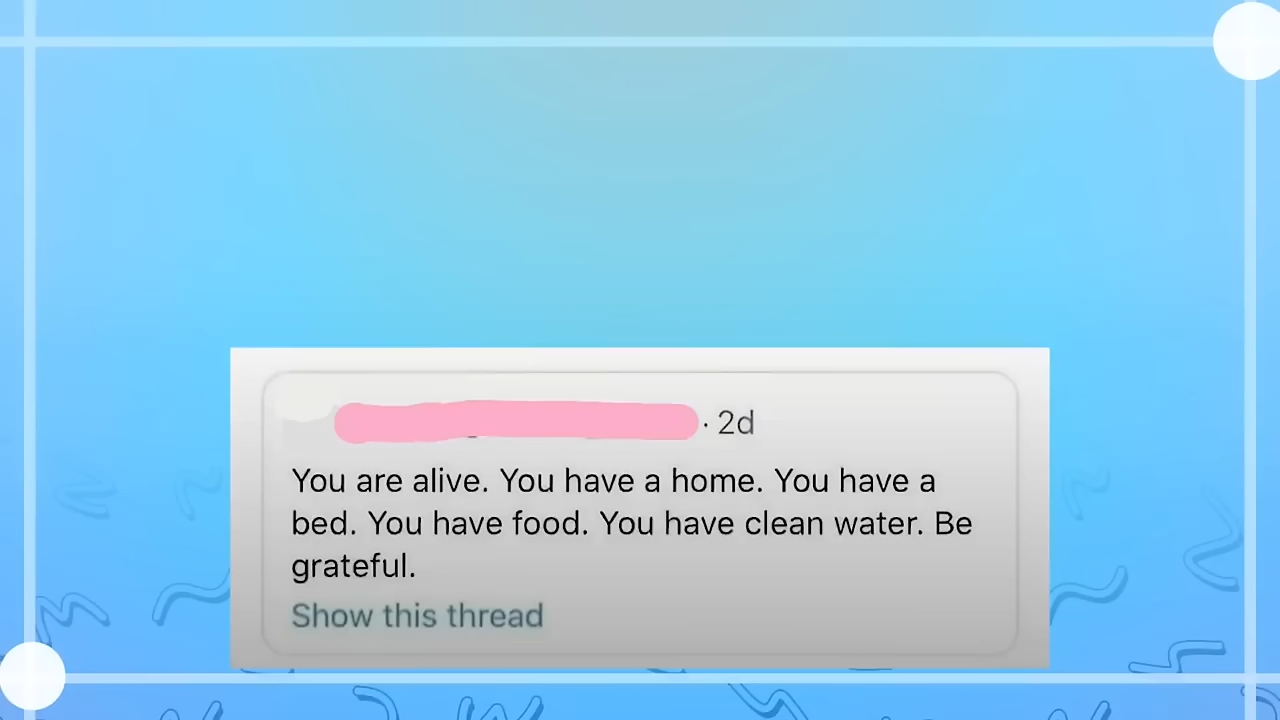 · 2d
You are alive. You have a home. You have a
bed. You have food. You have clean water. Be
grateful.
Show this thread